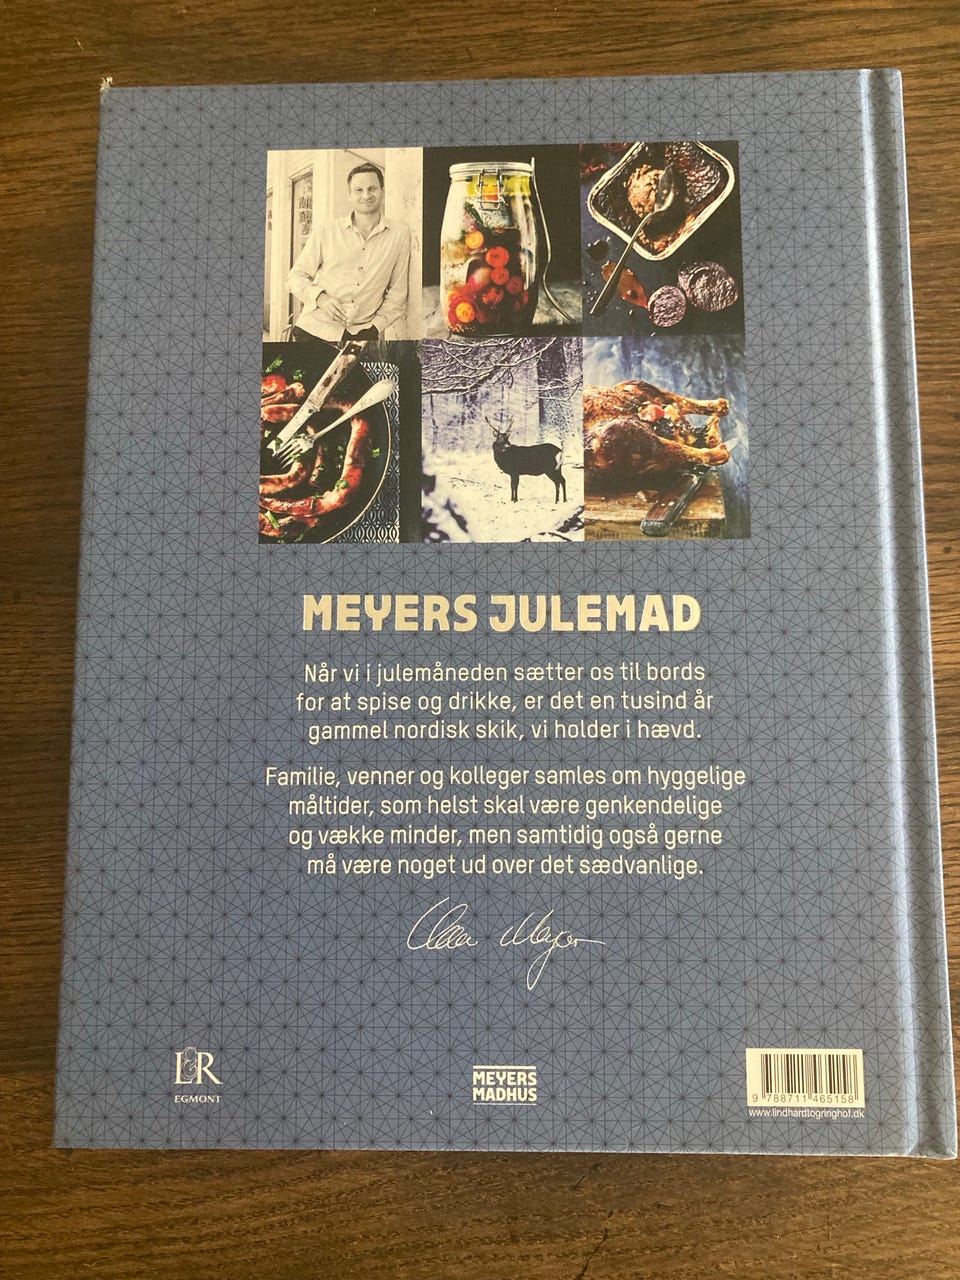 MEYERS JULEMAD
Når vi i julemåneden sætter os til bords
for at spise og drikke, er det en tusind år
gammel nordisk skik, vi holder i hævd.
Familie, venner og kolleger samles om hyggelige
måltider, som helst skal være genkendelige
og vække minder, men samtidig også gerne
må være noget ud over det sædvanlige.
Claus Meyer
L&R
EGMONT
MEYERS
MADHUS
9 788711 465158
www.lindhardtogringhof.dk